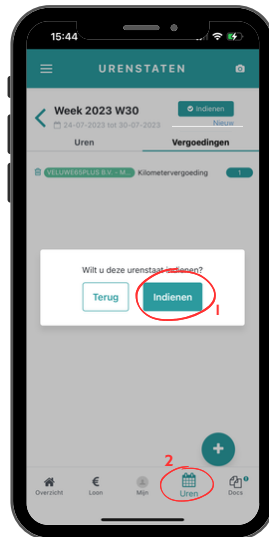 15:44
URENSTATEN
Week 2023 W30
Indienen
24-07-2023 tot 30-07-2023
Nieuw
Uren
Vergoedingen
VELUWEBSPLUS B.V. - M...
Kilometervergoeding
1
Wilt u deze urenstaat indienen?
Terug
Indienen
1
2
+
Overzicht
€
Loon
Mijn
Uren
Docs